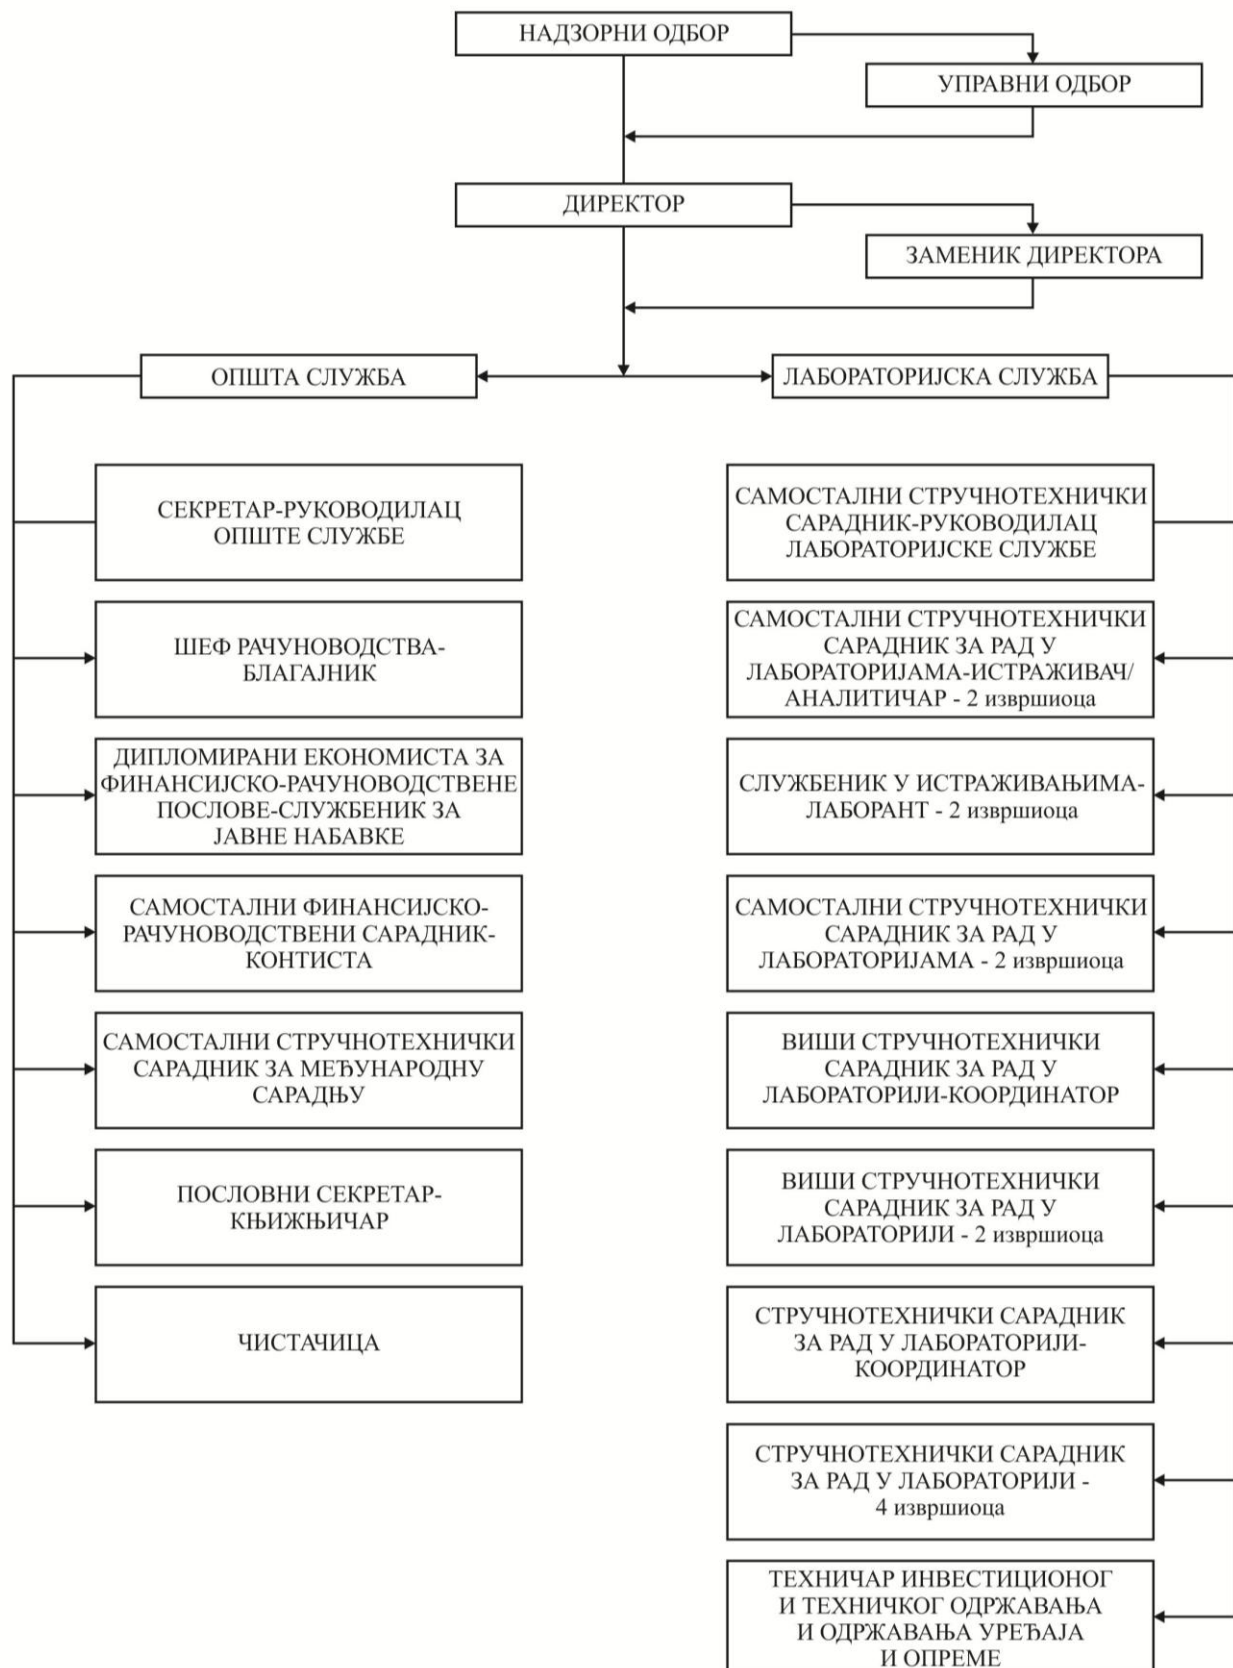 НАДЗОРНИ ОДБОР
УПРАВНИ ОДБОР
ДИРЕКТОР
ЗАМЕНИК ДИРЕКТОРА
ОПШТА СЛУЖБА
ЛАБОРАТОРИЈСКА СЛУЖБА
СЕКРЕТАР-РУКОВОДИЛАЦ
ОПШТЕ СЛУЖБЕ
ШЕФ РАЧУНОВОДСТВА-
БЛАГАЈНИК
ДИПЛОМИРАНИ ЕКОНОМИСТА ЗА
ФИНАНСИЈСКО-РАЧУНОВОДСТВЕНЕ
ПОСЛОВЕ-СЛУЖБЕНИК ЗА
ЈАВНЕ НАБАВКЕ
САМОСТАЛНИ ФИНАНСИЈСКО-
РАЧУНОВОДСТВЕНИ САРАДНИК-
КОНТИСТА
САМОСТАЛНИ СТРУЧНОТЕХНИЧКИ
САРАДНИК ЗА МЕЂУНАРОДНУ
САРАДЊУ
ПОСЛОВНИ СЕКРЕТАР-
КЊИЖЊИЧАР
ЧИСТАЧИЦА
САМОСТАЛНИ СТРУЧНОТЕХНИЧКИ
САРАДНИК-РУКОВОДИЛАЦ
ЛАБОРАТОРИЈСКЕ СЛУЖБЕ
САМОСТАЛНИ СТРУЧНОТЕХНИЧКИ
САРАДНИК ЗА РАД У
ЛАБОРАТОРИЈАМА-ИСТРАЖИВАЧ/
АНАЛИТИЧАР - 2 извршиоца
СЛУЖБЕНИК У ИСТРАЖИВАЊИМА-
ЛАБОРАНТ - 2 извршиоца
САМОСТАЛНИ СТРУЧНОТЕХНИЧКИ
САРАДНИК ЗА РАД У
ЛАБОРАТОРИЈАМА - 2 извршиоца
ВИШИ СТРУЧНОТЕХНИЧКИ
САРАДНИК ЗА РАД У
ЛАБОРАТОРИЈИ-КООРДИНАТОР
ВИШИ СТРУЧНОТЕХНИЧКИ
САРАДНИК ЗА РАД У
ЛАБОРАТОРИЈИ - 2 извршиоца
СТРУЧНОТЕХНИЧКИ САРАДНИК
ЗА РАД У ЛАБОРАТОРИЈИ-
КООРДИНАТОР
СТРУЧНОТЕХНИЧКИ САРАДНИК
ЗА РАД У ЛАБОРАТОРИЈИ -
4 извршиоца
ТЕХНИЧАР ИНВЕСТИЦИОНОГ
И ТЕХНИЧКОГ ОДРЖАВАЊА
И ОДРЖАВАЊА УРЕЂАЈА
И ОПРЕМЕ